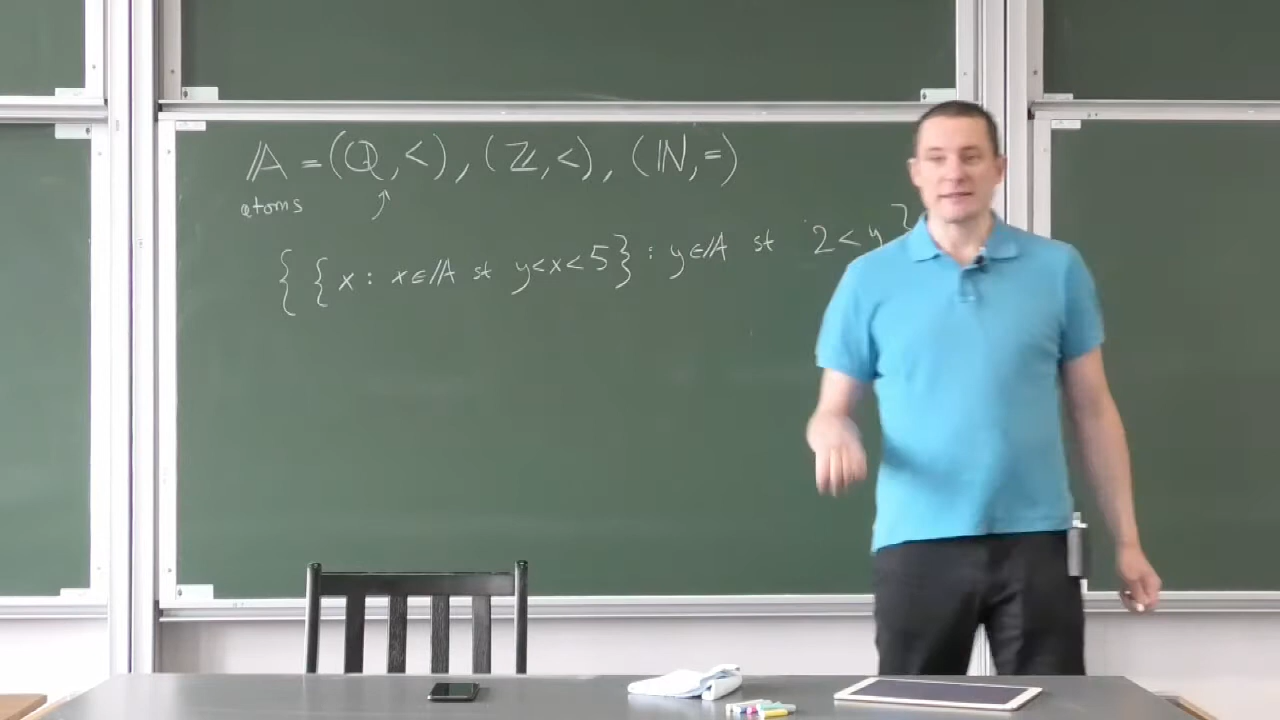 𝔸 = (ℚ, <), (ℤ, <), (ℕ, =)
atoms ↗
{ { x : x ∈ 𝔸 st y < x < 5 } : y ∈ 𝔸 st 2 < y }